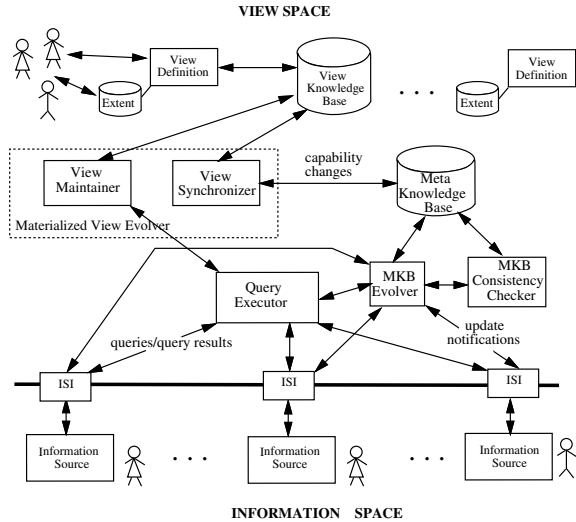 VIEW SPACE
View
Definition
Extent
View
Knowledge
Base
. . .
Extent
View
Definition
View
Maintainer
View
Synchronizer
Materialized View Evolver
capability
changes
Meta
Knowledge
Base
Query
Executor
MKB
Evolver
MKB
Consistency
Checker
queries/query results
update
notifications
ISI
ISI
ISI
Information
Source
. . .
Information
Source
. . .
Information
Source
INFORMATION SPACE